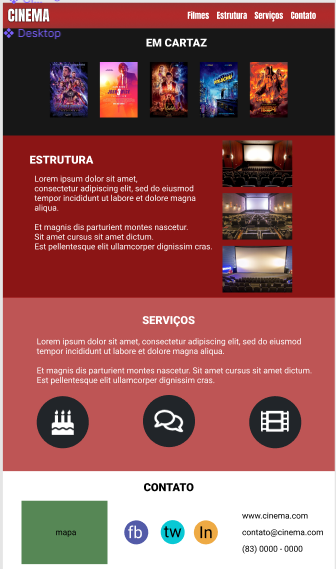 CINEMA
Filmes Estrutura Serviços Contato
Desktop
EM CARTAZ
ESTRUTURA
Lorem ipsum dolor sit amet,
consectetur adipiscing elit, sed do eiusmod
tempor incididunt ut labore et dolore magna
aliqua.
Et magnis dis parturient montes nascetur.
Sit amet cursus sit amet dictum.
Est pellentesque elit ullamcorper dignissim cras.
SERVIÇOS
Lorem ipsum dolor sit amet, consectetur adipiscing elit, sed do eiusmod
tempor incididunt ut labore et dolore magna aliqua.
Et magnis dis parturient montes nascetur. Sit amet cursus sit amet dictum.
Est pellentesque elit ullamcorper dignissim cras.
CONTATO
mapa
fb
tw
In
www.cinema.com
contato@cinema.com
(83) 0000 - 0000